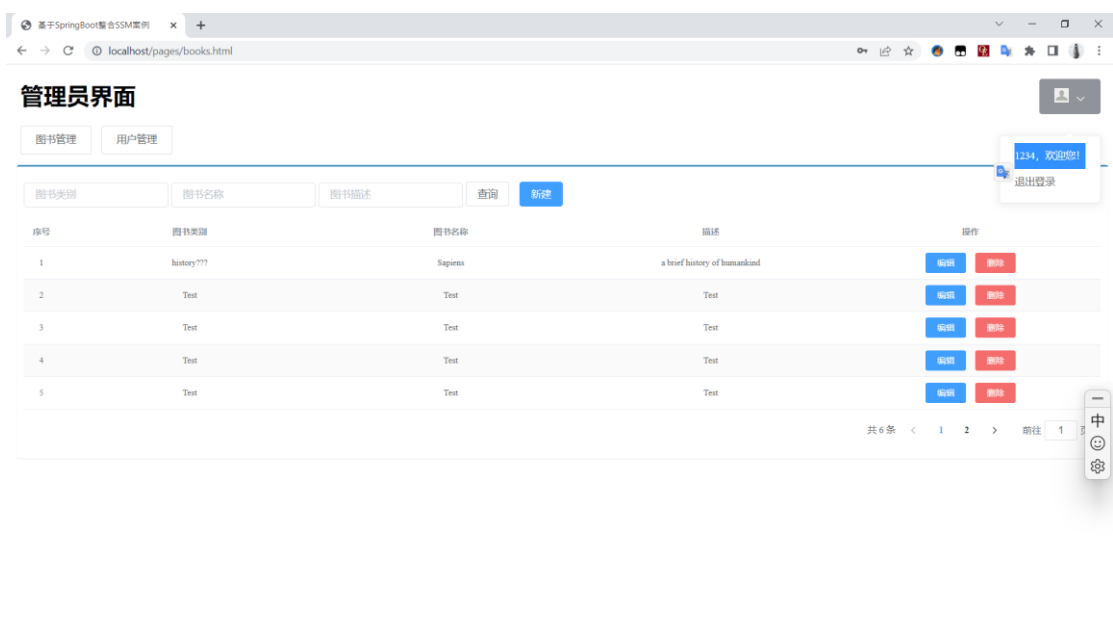 基于SpringBoot整合SSM案例
localhost/pages/books.html
管理员界面
图书管理 用户管理
1234，欢迎您!
退出登录
图书类别 图书名称 图书描述 查询 新建
序号 图书类别 图书名称 描述 操作
1 history??? Sapiens a brief history of humankind 编辑 删除
2 Test Test Test 编辑 删除
3 Test Test Test 编辑 删除
4 Test Test Test 编辑 删除
5 Test Test Test 编辑 删除
共 6 条 1 2 前往 1
中